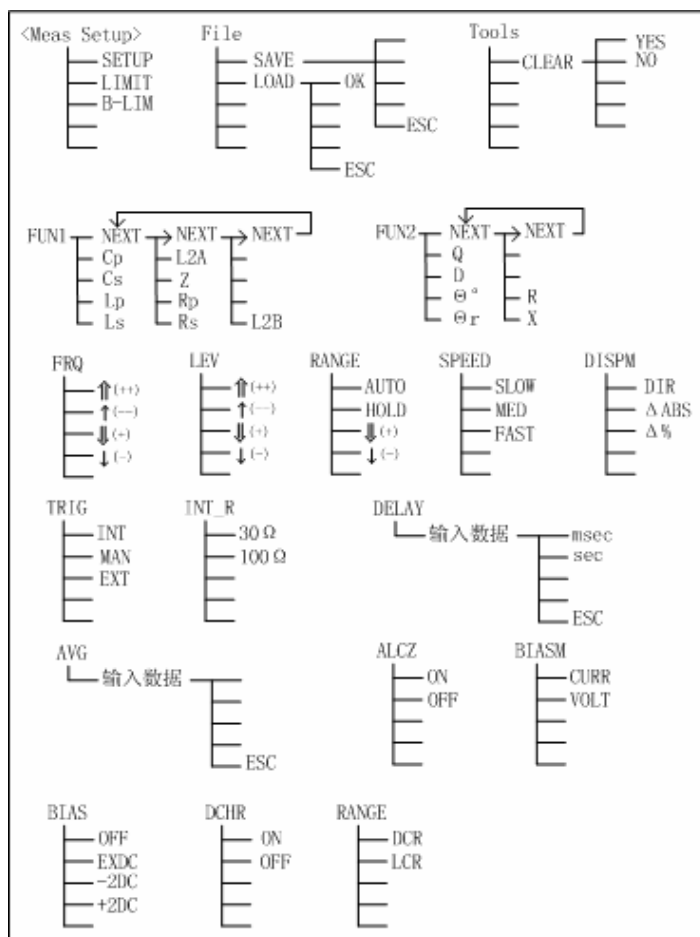 <Meas Setup> File Tools
YES
SETUP SAVE CLEAR NO
LIMIT LOAD OK
B-LIM
ESC
ESC
FUN1 NEXT NEXT NEXT FUN2 NEXT NEXT
Cp L2A Q
Cs Z D
Lp Rp Θ° R
Ls Rs L2B Θr X
FRQ LEV RANGE SPEED DISPM
⇑(++) ⇑(++) AUTO SLOW DIR
↑(--) ↑(--) HOLD MED Δ ABS
⇓(+) ⇓(+) ⇓(+) FAST Δ%
↓(-) ↓(-) ↓(-)
TRIG INT_R DELAY
INT 30Ω 输入数据 msec
MAN 100Ω sec
EXT
ESC
AVG ALCZ BIASM
输入数据 ON CURR
OFF VOLT
ESC
BIAS DCHR RANGE
OFF ON DCR
EXDC OFF LCR
-2DC
+2DC